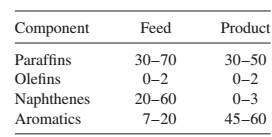 Component Feed Product
Paraffins 30–70 30–50
Olefins 0–2 0–2
Naphthenes 20–60 0–3
Aromatics 7–20 45–60